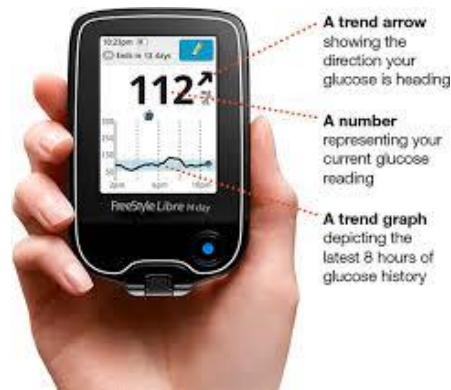 10:23pm
Ends in 13 days
112
mg
dL
350
250
150
50
2pm 6pm 10pm
FreeStyle Libre 14 day
A trend arrow
showing the
direction your
glucose is heading
A number
representing your
current glucose
reading
A trend graph
depicting the
latest 8 hours of
glucose history